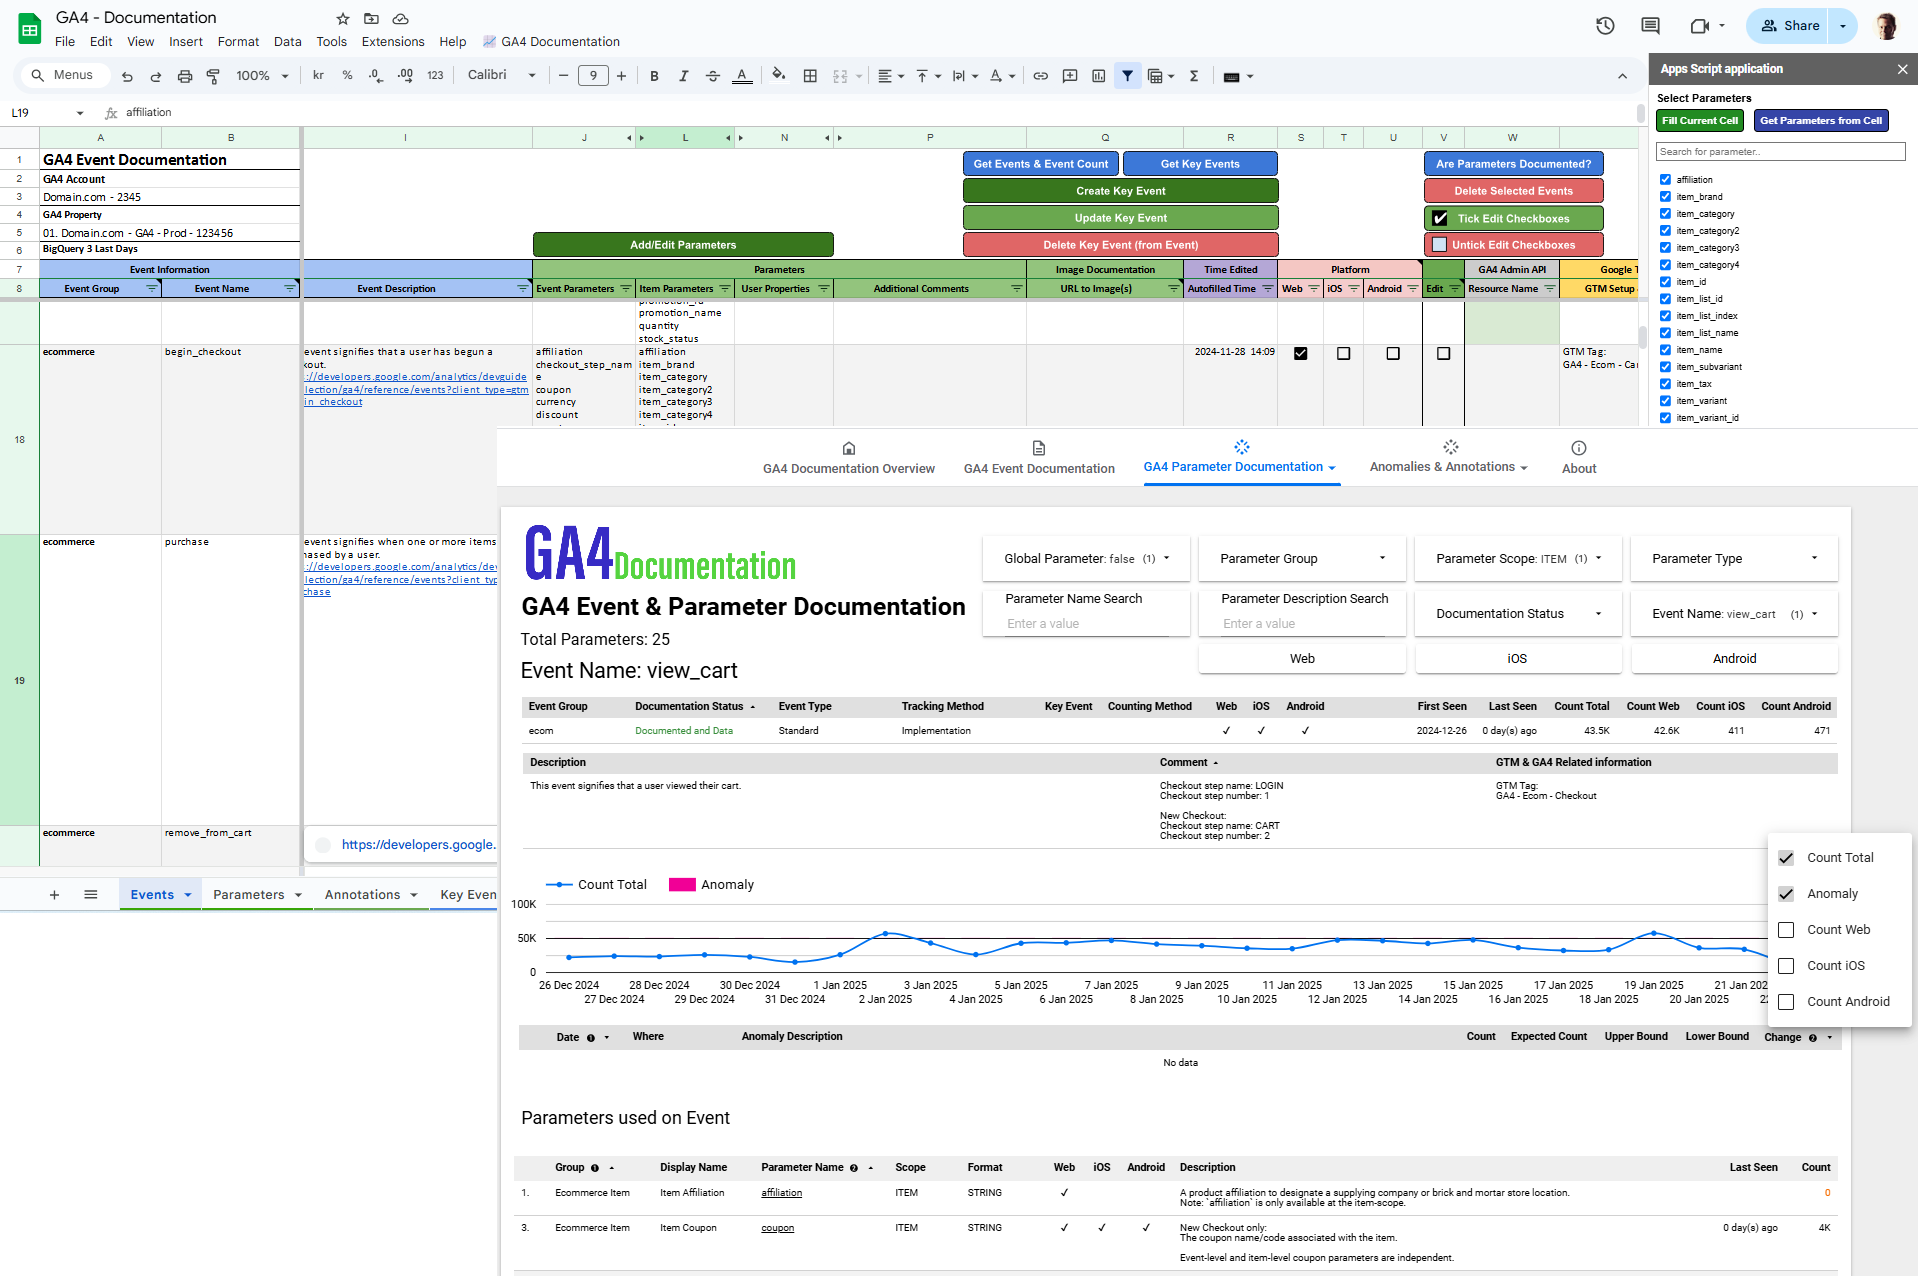 GA4 - Documentation
File Edit View Insert Format Data Tools Extensions Help GA4 Documentation
Share
Menus 100% kr % .0 .00 123 Calibri 9
L19 affiliation
A B I J L N P Q R S T U V W
1 GA4 Event Documentation
2 GA4 Account
3 Domain.com - 2345
4 GA4 Property
5 01. Domain.com - GA4 - Prod - 123456
6 BigQuery 3 Last Days
Get Events & Event Count Get Key Events
Create Key Event
Update Key Event
Add/Edit Parameters Delete Key Event (from Event)
Are Parameters Documented?
Delete Selected Events
Tick Edit Checkboxes
Untick Edit Checkboxes
7 Event Information Parameters Image Documentation Time Edited Platform GA4 Admin API Google T
8 Event Group Event Name Event Description Event Parameters Item Parameters User Properties Additional Comments URL to Image(s) Autofilled Time Web iOS Android Edit Resource Name GTM Setup
promotion_name
quantity
stock_status
18
ecommerce begin_checkout
event signifies that a user has begun a
kout.
://developers.google.com/analytics/devguide
lection/ga4/reference/events?client_type=gtm
in_checkout
affiliation
checkout_step_nam
e
coupon
currency
discount
affiliation
item_brand
item_category
item_category2
item_category3
item_category4
2024-11-28 14:09
GTM Tag:
GA4 - Ecom - Ca
19
ecommerce purchase
event signifies when one or more items
ased by a user.
://developers.google.com/analytics/dev
lection/ga4/reference/events?client_typ
chase
ecommerce remove_from_cart
https://developers.google.
Events Parameters Annotations Key Even
Apps Script application
Select Parameters
Fill Current Cell Get Parameters from Cell
Search for parameter..
affiliation
item_brand
item_category
item_category2
item_category3
item_category4
item_id
item_list_id
item_list_index
item_list_name
item_name
item_subvariant
item_tax
item_variant
item_variant_id
GA4 Documentation Overview GA4 Event Documentation GA4 Parameter Documentation Anomalies & Annotations About
GA4Documentation
GA4 Event & Parameter Documentation
Total Parameters: 25
Event Name: view_cart
Global Parameter: false (1) Parameter Group Parameter Scope: ITEM (1) Parameter Type
Parameter Name Search Parameter Description Search Documentation Status Event Name: view_cart (1)
Enter a value Enter a value
Web iOS Android
Event Group Documentation Status Event Type Tracking Method Key Event Counting Method Web iOS Android First Seen Last Seen Count Total Count Web Count iOS Count Android
ecom Documented and Data Standard Implementation ✓ ✓ ✓ 2024-12-26 0 day(s) ago 43.5K 42.6K 411 471
Description Comment GTM & GA4 Related information
This event signifies that a user viewed their cart.
Checkout step name: LOGIN
Checkout step number: 1
New Checkout:
Checkout step name: CART
Checkout step number: 2
GTM Tag:
GA4 - Ecom - Checkout
Count Total Anomaly
100K
50K
0
26 Dec 2024 28 Dec 2024 30 Dec 2024 1 Jan 2025 3 Jan 2025 5 Jan 2025 7 Jan 2025 9 Jan 2025 11 Jan 2025 13 Jan 2025 15 Jan 2025 17 Jan 2025 19 Jan 2025 21 Jan 202
27 Dec 2024 29 Dec 2024 31 Dec 2024 2 Jan 2025 4 Jan 2025 6 Jan 2025 8 Jan 2025 10 Jan 2025 12 Jan 2025 14 Jan 2025 16 Jan 2025 18 Jan 2025 20 Jan 2025 22
Count Total
Anomaly
Count Web
Count iOS
Count Android
Date Where Anomaly Description Count Expected Count Upper Bound Lower Bound Change
No data
Parameters used on Event
Group Display Name Parameter Name Scope Format Web iOS Android Description Last Seen Count
1. Ecommerce Item Item Affiliation affiliation ITEM STRING ✓ A product affiliation to designate a supplying company or brick and mortar store location. 0
Note: `affiliation` is only available at the item-scope.
3. Ecommerce Item Item Coupon coupon ITEM STRING ✓ ✓ ✓ New Checkout only: 0 day(s) ago 4K
The coupon name/code associated with the item.
Event-level and item-level coupon parameters are independent.